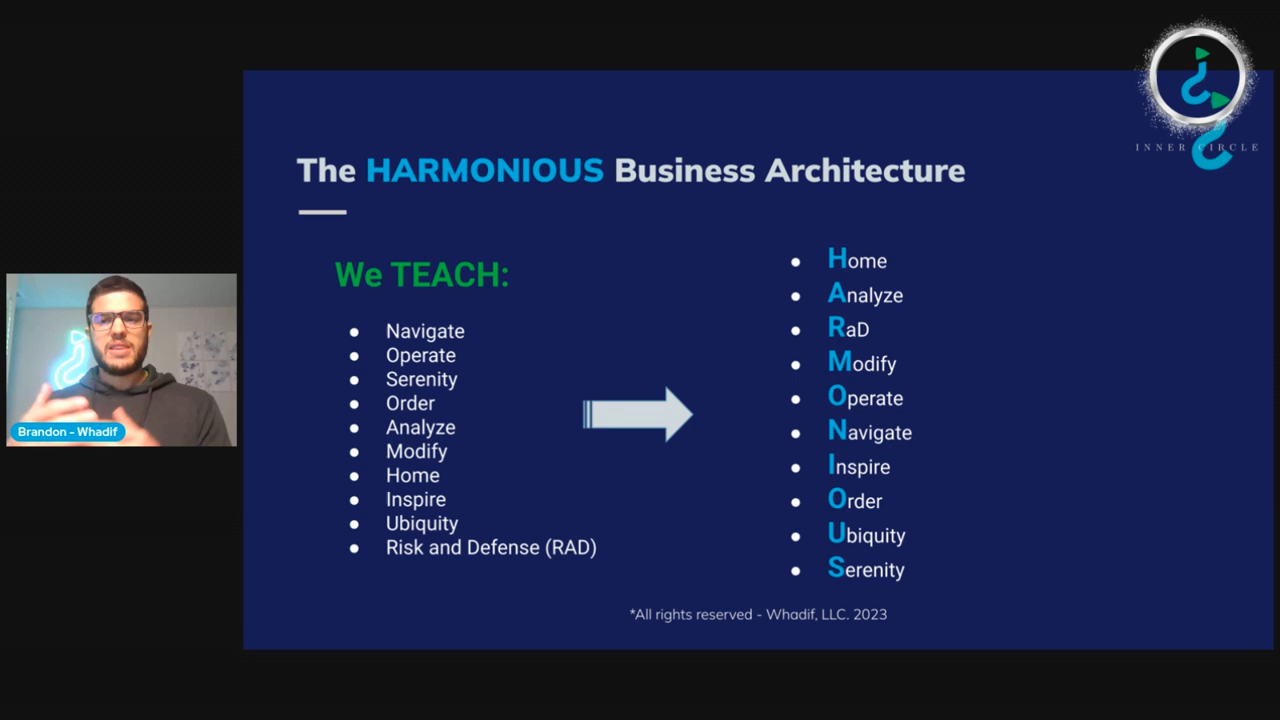 INNER CIRCLE
The HARMONIOUS Business Architecture
We TEACH:
Navigate
Operate
Serenity
Order
Analyze
Modify
Home
Inspire
Ubiquity
Risk and Defense (RAD)
Home
Analyze
RaD
Modify
Operate
Navigate
Inspire
Order
Ubiquity
Serenity
*All rights reserved - Whadif, LLC. 2023
Brandon - Whadif